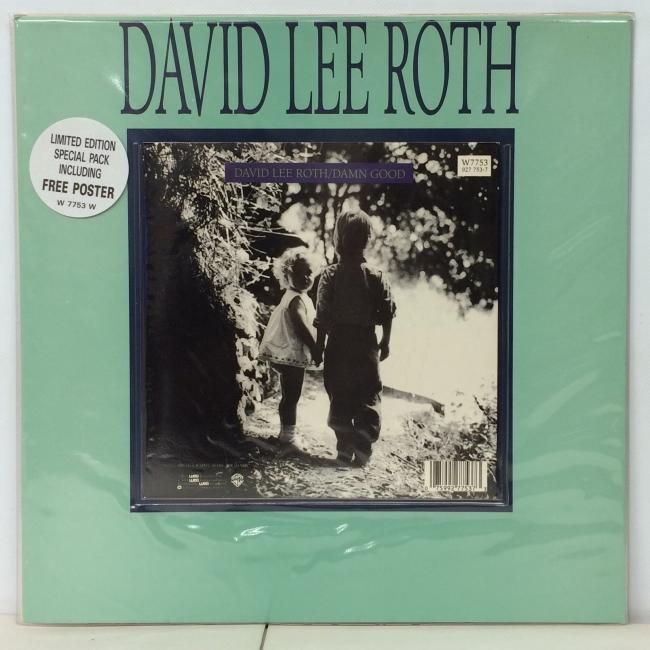 DAVID LEE ROTH
LIMITED EDITION
SPECIAL PACK
INCLUDING
FREE POSTER
W 7753 W
DAVID LEE ROTH/DAMN GOOD
W7753
927 753-7